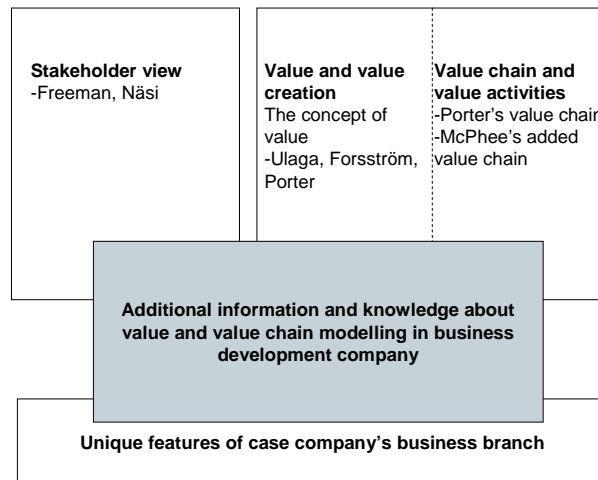 Stakeholder view
-Freeman, Näsi
Value and value
creation
The concept of
value
-Ulaga, Forsström,
Porter
Value chain and
value activities
-Porter's value chain
-McPhee's added
value chain
Additional information and knowledge about
value and value chain modelling in business
development company
Unique features of case company's business branch